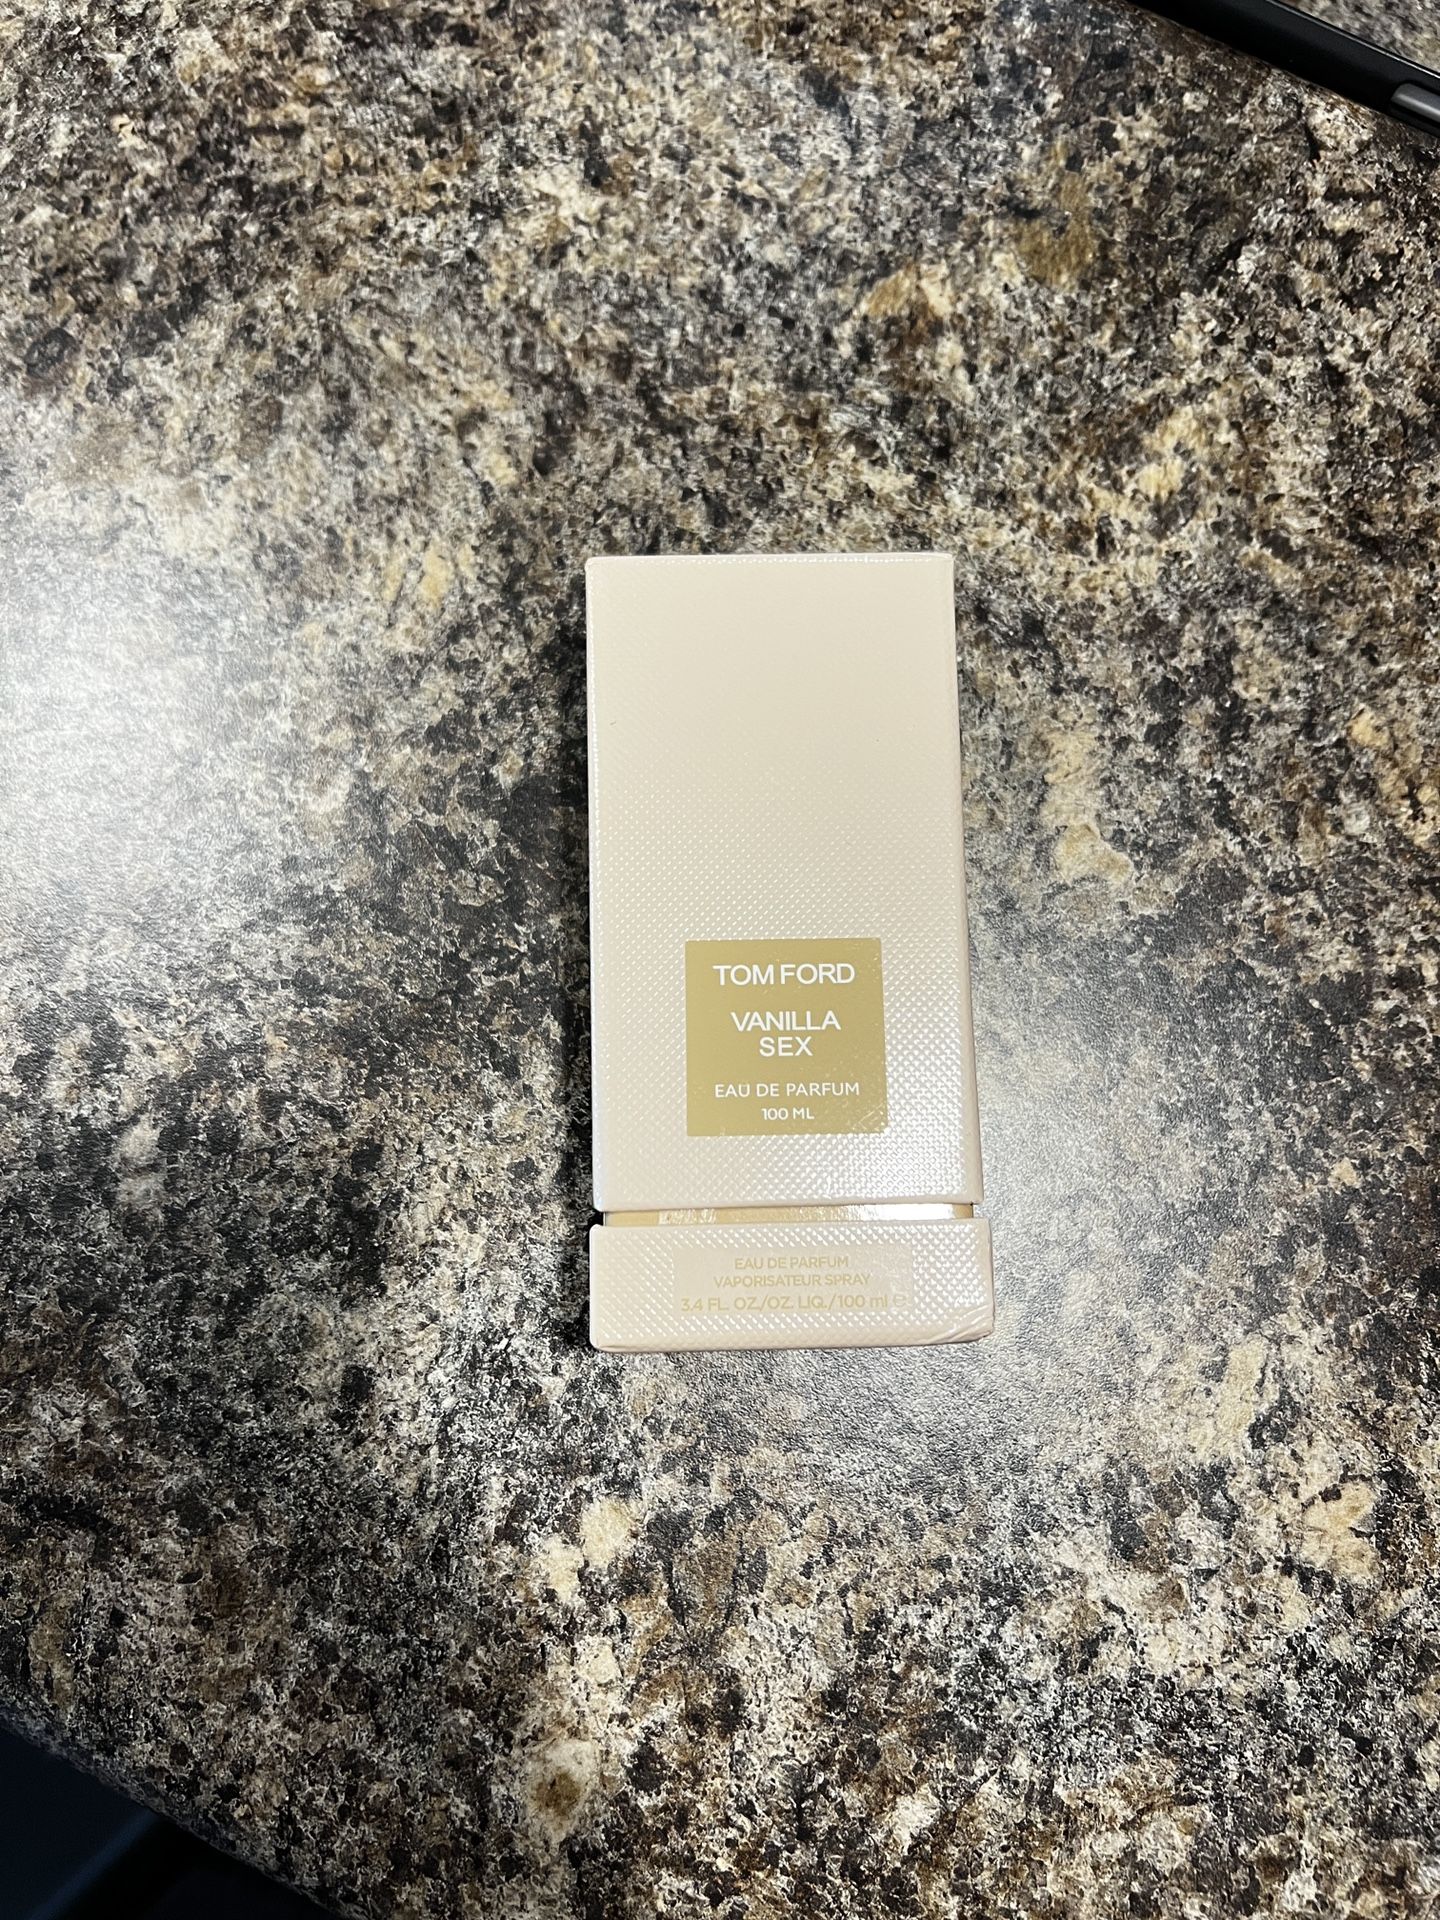 TOM FORD
VANILLA
SEX
EAU DE PARFUM
100 ML
EAU DE PARFUM
VAPORISATEUR SPRAY
3.4 FL. OZ./OZ. LIQ./100 ml ℮